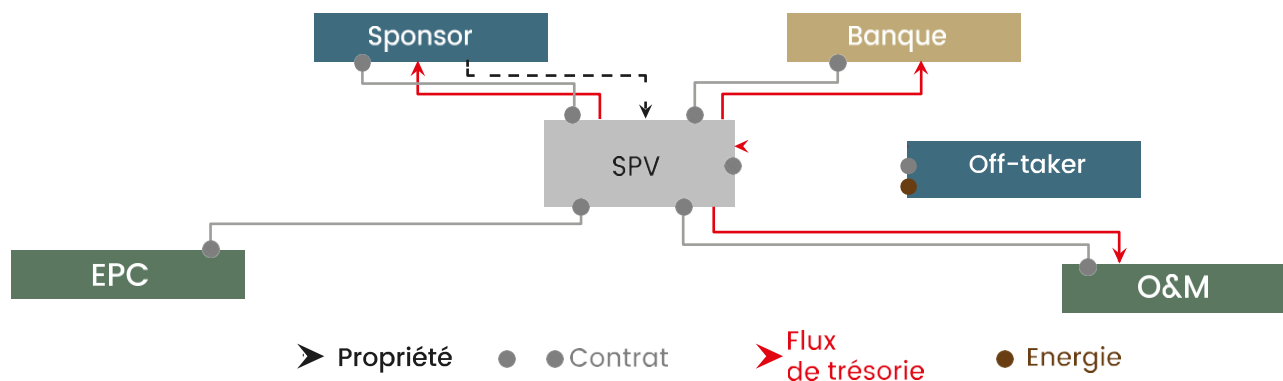 Sponsor
Banque
SPV
Off-taker
EPC
O&M
Propriété
Contrat
Flux
de trésorie
Energie